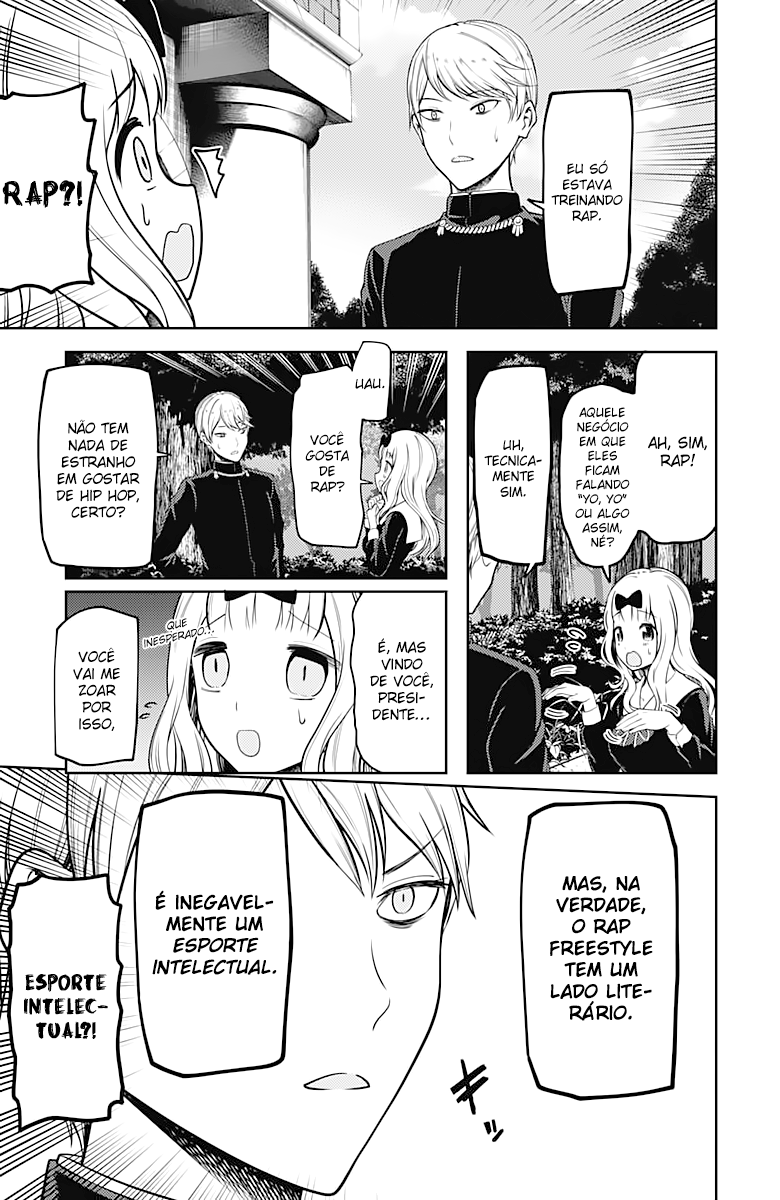 EU SÓ
ESTAVA
TREINANDO
RAP.
RAP?!
AH, SIM,
RAP!
AQUELE
NEGÓCIO
EM QUE
ELES
FICAM
FALANDO
"YO, YO"
OU ALGO
ASSIM,
NÉ?
UH,
TECNICA-
MENTE
SIM.
UAU.
VOCÊ
GOSTA
DE
RAP?
NÃO TEM
NADA DE
ESTRANHO
EM GOSTAR
DE HIP HOP,
CERTO?
É, MAS
VINDO
DE VOCÊ,
PRESI-
DENTE...
QUE
INESPERADO...
VOCÊ
VAI ME
ZOAR
POR
ISSO,
MAS, NA
VERDADE,
O RAP
FREESTYLE
TEM UM
LADO LITE-
RÁRIO.
É INEGAVEL-
MENTE UM
ESPORTE
INTELECTUAL.
ESPORTE
INTELEC-
TUAL?!